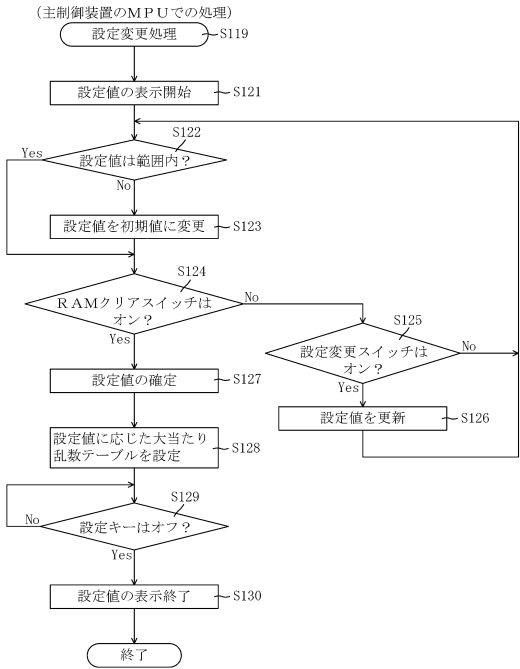 （主制御装置のＭＰＵでの処理）
設定変更処理
S119
設定値の表示開始
S121
S122
設定値は範囲内？
Yes
No
設定値を初期値に変更
S123
S124
ＲＡＭクリアスイッチは
オン？
No
Yes
S125
設定変更スイッチは
オン？
No
Yes
設定値を更新
S126
設定値の確定
S127
設定値に応じた大当たり
乱数テーブルを設定
S128
S129
設定キーはオフ？
No
Yes
設定値の表示終了
S130
終了